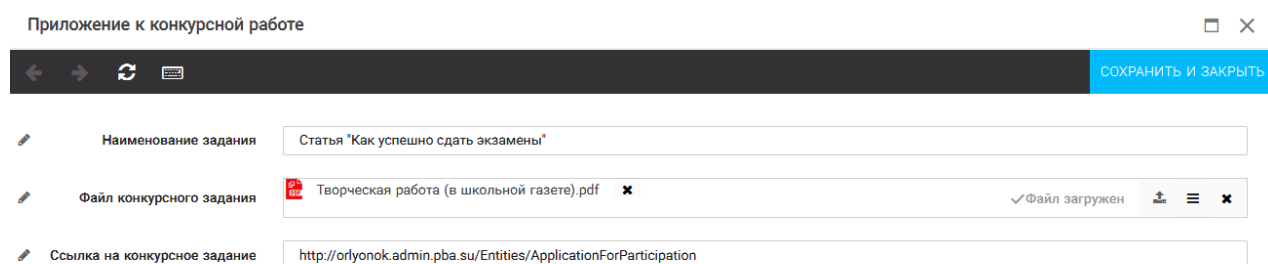 Приложение к конкурсной работе
СОХРАНИТЬ И ЗАКРЫТЬ
Наименование задания Статья "Как успешно сдать экзамены"
Файл конкурсного задания PDF Творческая работа (в школьной газете).pdf Файл загружен
Ссылка на конкурсное задание http://orlyonok.admin.pba.su/Entities/ApplicationForParticipation